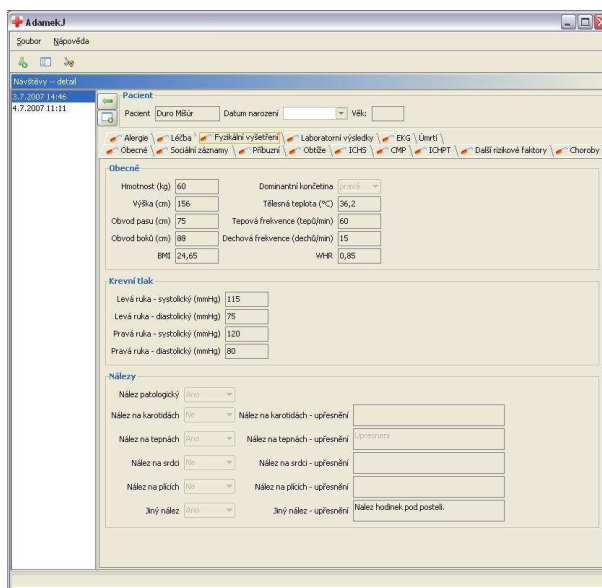 AdamekJ
Soubor Nápověda
Návštěvy -- detail
3.7.2007 14:46
4.7.2007 11:11
Pacient
Pacient Duro Mišúr Datum narození Věk:
Alergie Léčba Fyzikální vyšetření Laboratorní výsledky EKG Úmrtí
Obecné Sociální záznamy Příbuzní Obtíže ICHS CMP ICHPT Další rizikové faktory Choroby
Obecné
Hmotnost (kg) 60 Dominantní končetina pravá
Výška (cm) 156 Tělesná teplota (°C) 36,2
Obvod pasu (cm) 75 Tepová frekvence (tepů/min) 60
Obvod boků (cm) 88 Dechová frekvence (dechů/min) 15
BMI 24,65 WHR 0,85
Krevní tlak
Levá ruka - systolický (mmHg) 115
Levá ruka - diastolický (mmHg) 75
Pravá ruka - systolický (mmHg) 120
Pravá ruka - diastolický (mmHg) 80
Nálezy
Nález patologický Ano
Nález na karotidách Ne Nález na karotidách - upřesnění
Nález na tepnách Ano Nález na tepnách - upřesnění Upresneni
Nález na srdci Ne Nález na srdci - upřesnění
Nález na plicích Ne Nález na plicích - upřesnění
Jiný nález Ano Jiný nález - upřesnění Nalez hodinek pod posteli.